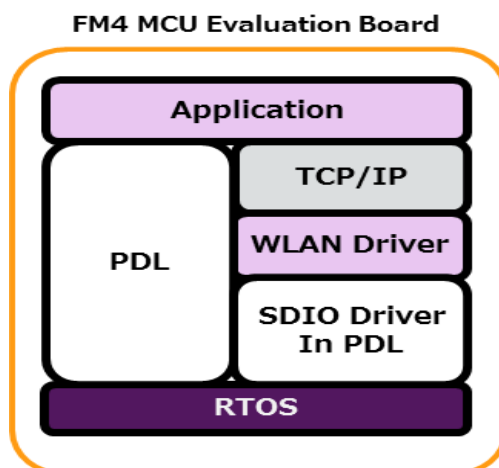 FM4 MCU Evaluation Board
Application
PDL
TCP/IP
WLAN Driver
SDIO Driver
In PDL
RTOS